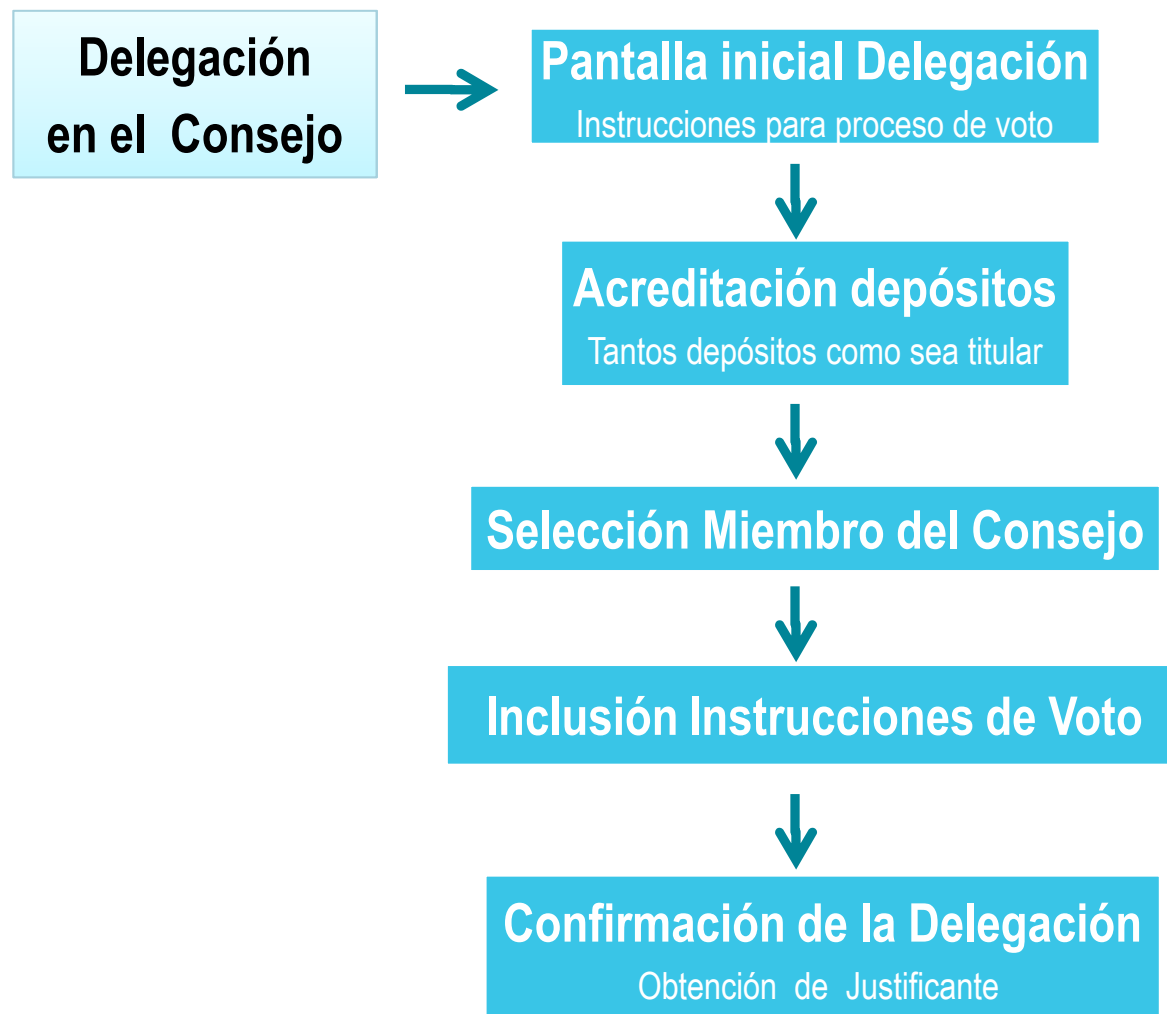 Delegación
en el Consejo
Pantalla inicial Delegación
Instrucciones para proceso de voto
Acreditación depósitos
Tantos depósitos como sea titular
Selección Miembro del Consejo
Inclusión Instrucciones de Voto
Confirmación de la Delegación
Obtención de Justificante